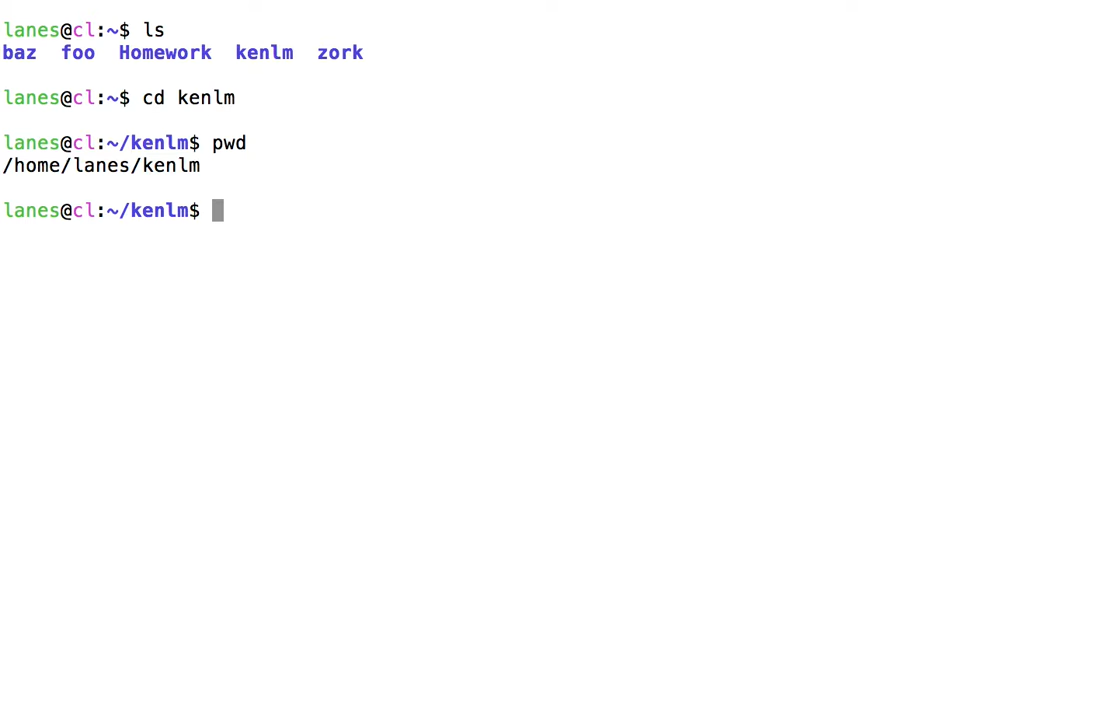 lanes@cl:~$ ls
baz  foo  Homework  kenlm  zork
lanes@cl:~$ cd kenlm
lanes@cl:~/kenlm$ pwd
/home/lanes/kenlm
lanes@cl:~/kenlm$